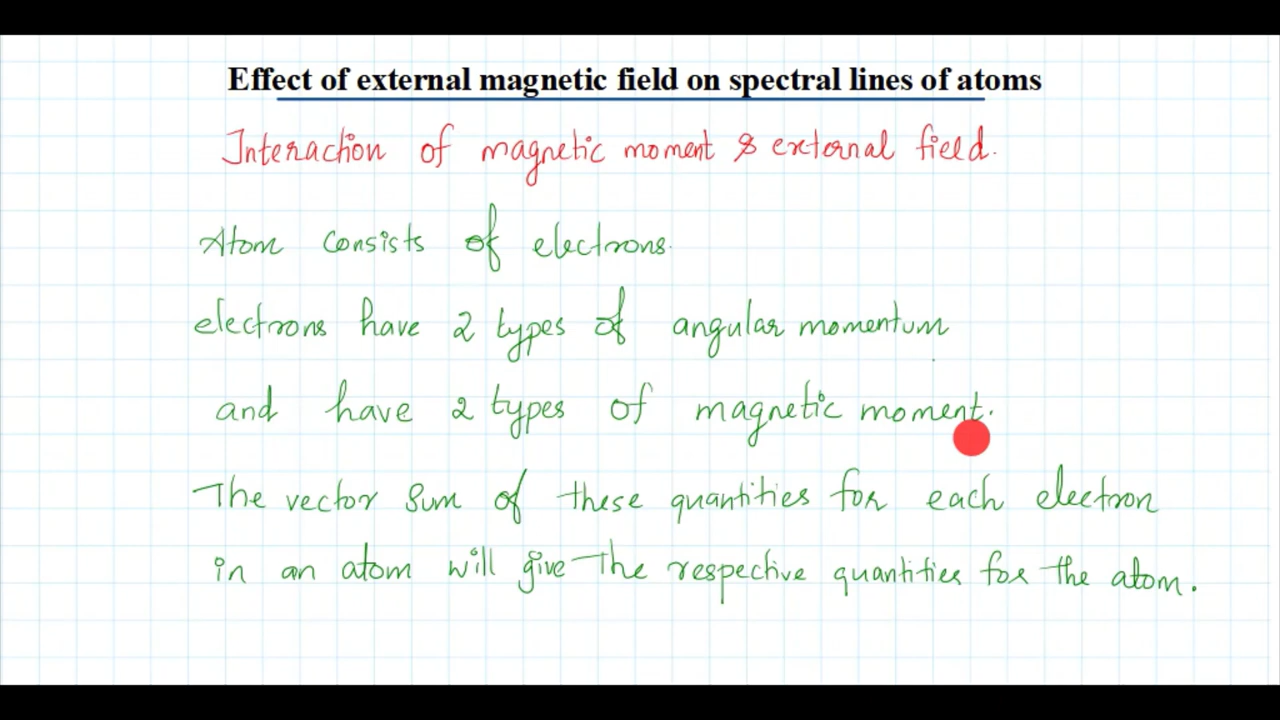 Effect of external magnetic field on spectral lines of atoms
Interaction of magnetic moment & external field.
Atom consists of electrons.
electrons have 2 types of angular momentum
and have 2 types of magnetic moment.
The vector sum of these quantities for each electron
in an atom will give the respective quantities for the atom.